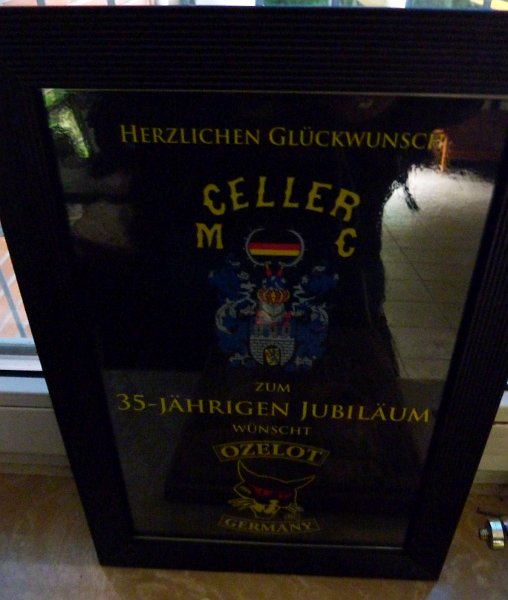 HERZLICHEN GLÜCKWUNSCH
CELLER
M C
ZUM
35-JÄHRIGEN JUBILÄUM
WÜNSCHT
OZELOT
GERMANY